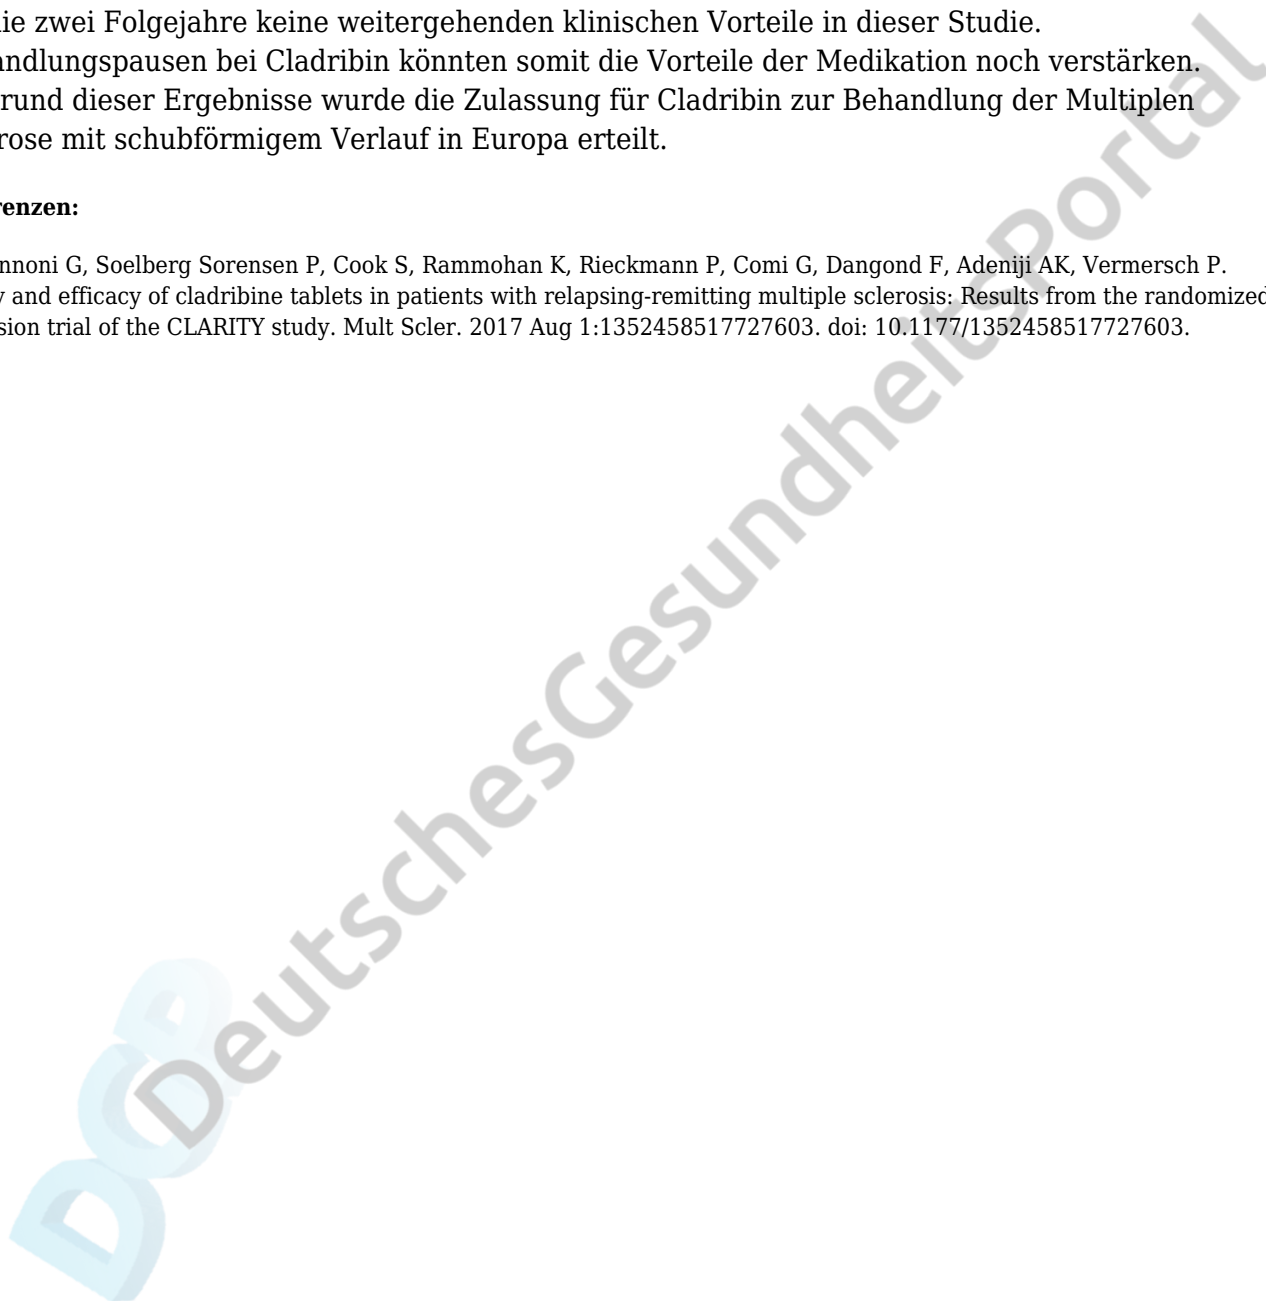 ie zwei Folgejahre keine weitergehenden klinischen Vorteile in dieser Studie.
andlungspausen bei Cladribin könnten somit die Vorteile der Medikation noch verstärken.
rund dieser Ergebnisse wurde die Zulassung für Cladribin zur Behandlung der Multiplen
rose mit schubförmigem Verlauf in Europa erteilt.
renzen:
nnoni G, Soelberg Sorensen P, Cook S, Rammohan K, Rieckmann P, Comi G, Dangond F, Adeniji AK, Vermersch P.
y and efficacy of cladribine tablets in patients with relapsing-remitting multiple sclerosis: Results from the randomized
sion trial of the CLARITY study. Mult Scler. 2017 Aug 1:1352458517727603. doi: 10.1177/1352458517727603.
DeutschesGesundheitsPortal
DGP